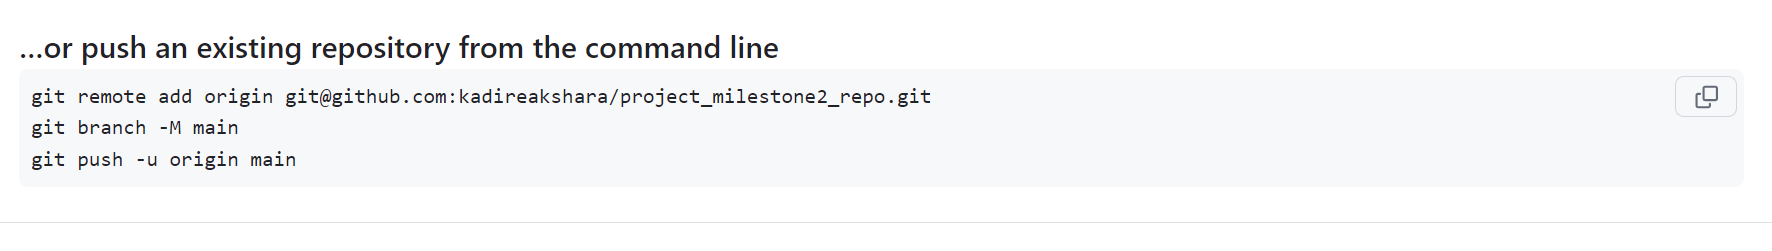 ...or push an existing repository from the command line
git remote add origin git@github.com:kadireakshara/project_milestone2_repo.git
git branch -M main
git push -u origin main